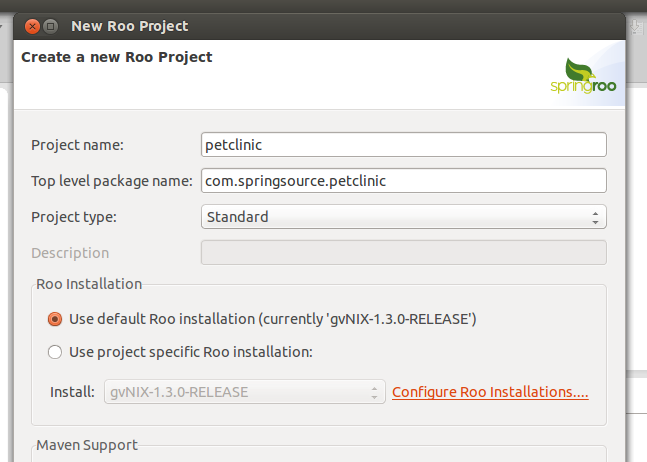 New Roo Project
Create a new Roo Project
springroo
Project name: petclinic
Top level package name: com.springsource.petclinic
Project type: Standard
Description
Roo Installation
Use default Roo installation (currently 'gvNIX-1.3.0-RELEASE')
Use project specific Roo installation:
Install: gvNIX-1.3.0-RELEASE Configure Roo Installations....
Maven Support